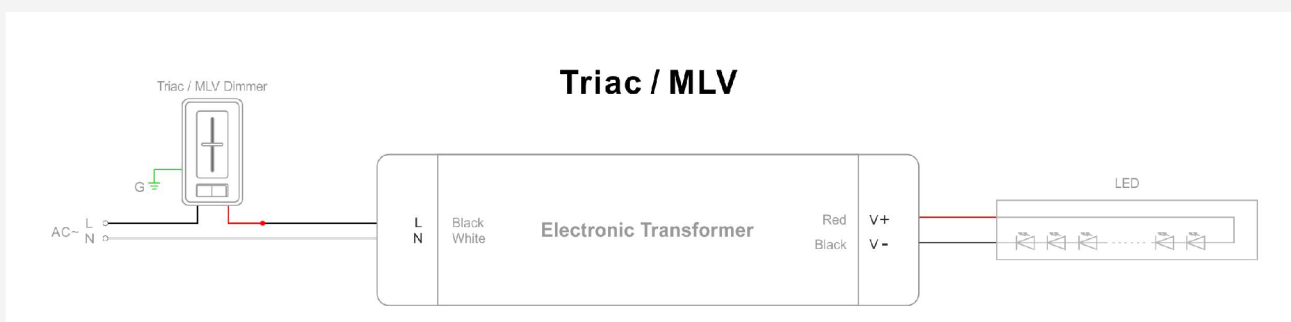 Triac / MLV
Triac / MLV Dimmer
G
AC~ L
N
L Black
N White
Electronic Transformer
Red V+
Black V-
LED